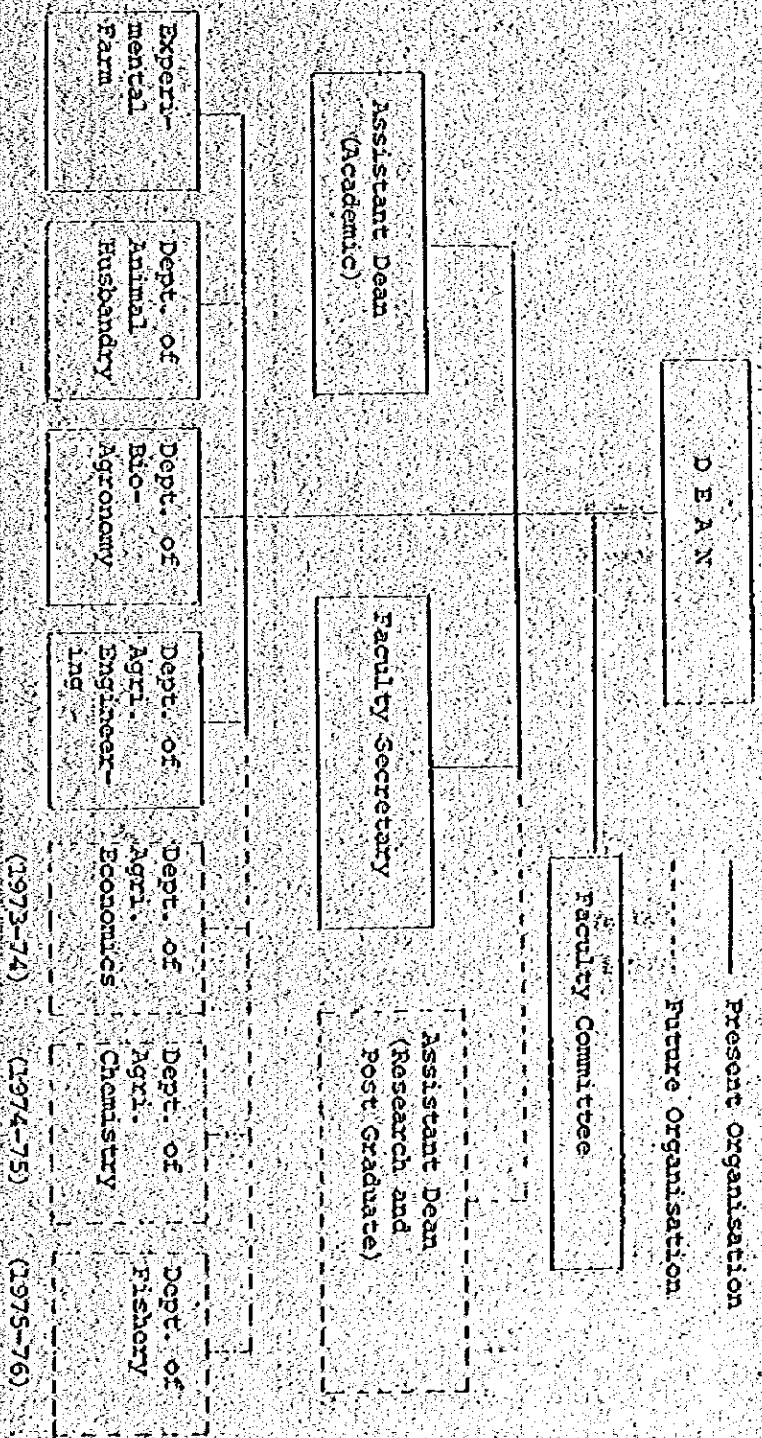 Present Organisation
Future Organisation
D E A N
Faculty Committee
Assistant Dean
(Academic)
Faculty Secretary
Assistant Dean
(Research and
Post Graduate)
Experi-
mental
Farm
Dept. of
Animal
Husbandry
Dept. of
Bio-
Agronomy
Dept. of
Agri.
Engineer-
ing
Dept. of
Agri.
Economics
Dept. of
Agri.
Chemistry
Dept. of
Fishery
(1973-74)
(1974-75)
(1975-76)